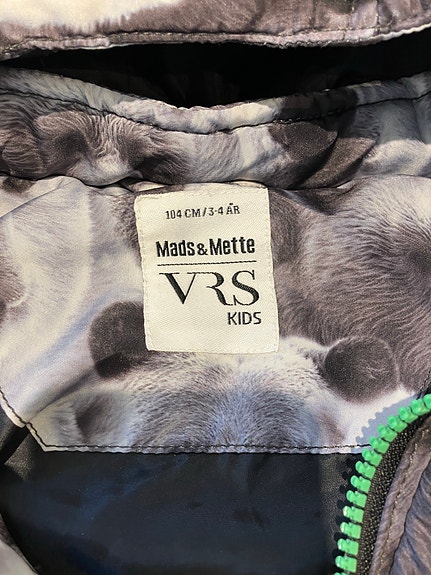 104 CM/3-4 ÅR
Mads & Mette
VRS
KIDS